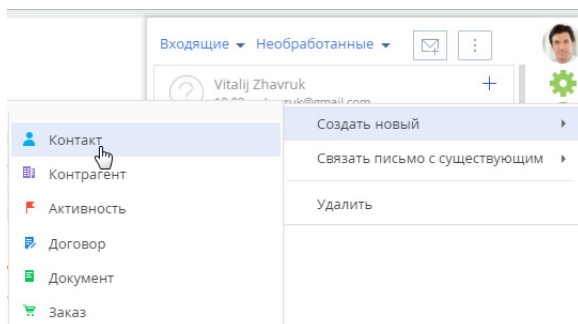 Входящие Необработанные
Vitalij Zhavruk
Создать новый
Связать письмо с существующим
Удалить
Контакт
Контрагент
Активность
Договор
Документ
Заказ